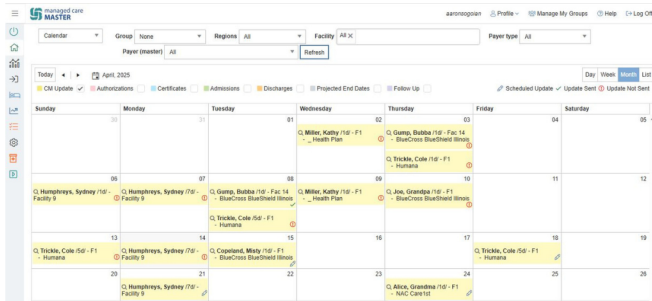 managed care
MASTER
aaronsogoian Profile Manage My Groups Help Log Off
Calendar Group None Regions All Facility All × Payer type All
Payer (master) All Refresh
Today April, 2025 Day Week Month List
CM Update Authorizations Certificates Admissions Discharges Projected End Dates Follow Up Scheduled Update Update Sent Update Not Sent
Sunday Monday Tuesday Wednesday Thursday Friday Saturday
30 31 01 02 03 04 05
Miller, Kathy /1d/ - F1
- _ Heath Plan
Gump, Bubba /1d/ - Fac 14
- BlueCross BlueShield Illinois
Trickle, Cole /1d/ - F1
- Humana
06 07 08 09 10 11 12
Humphreys, Sydney /1d/ -
Facility 9
Humphreys, Sydney /7d/ -
Facility 9
Gump, Bubba /1d/ - Fac 14
- BlueCross BlueShield Illinois
Trickle, Cole /5d/ - F1
- Humana
Miller, Kathy /1d/ - F1
- _ Heath Plan
Joe, Grandpa /1d/ - F1
- BlueCross BlueShield Illinois
13 14 15 16 17 18 19
Trickle, Cole /5d/ - F1
- Humana
Humphreys, Sydney /7d/ -
Facility 9
Copeland, Misty /1d/ - F1
- BlueCross BlueShield Illinois
Trickle, Cole /5d/ - F1
- Humana
20 21 22 23 24 25 26
Humphreys, Sydney /7d/ -
Facility 9
Alice, Grandma /1d/ - F1
- NAC Care1st